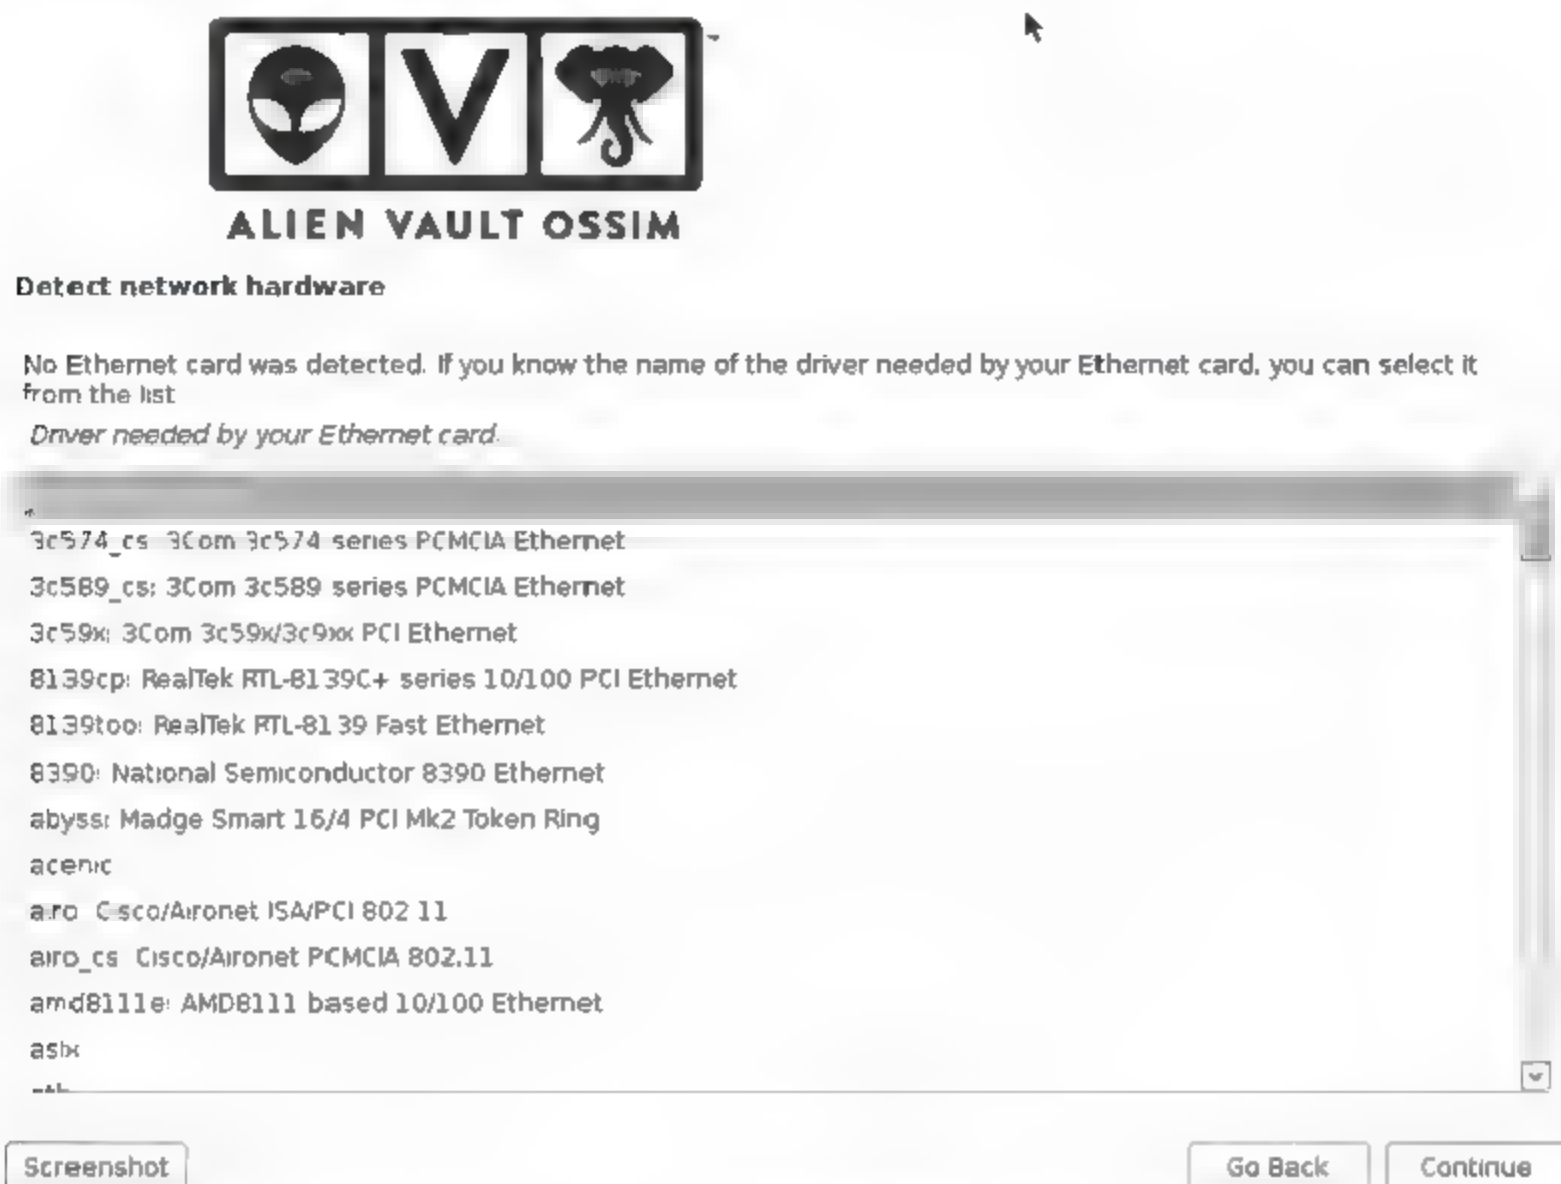 ALIEN VAULT OSSIM
Detect network hardware
No Ethernet card was detected. If you know the name of the driver needed by your Ethernet card, you can select it
from the list
Driver needed by your Ethernet card.
3c574_cs 3Com 3c574 series PCMCIA Ethernet
3c589_cs: 3Com 3c589 series PCMCIA Ethernet
3c59x: 3Com 3c59x/3c9xx PCI Ethernet
8139cp: RealTek RTL-8139C+ series 10/100 PCI Ethernet
8139too: RealTek RTL-8139 Fast Ethernet
8390: National Semiconductor 8390 Ethernet
abyss: Madge Smart 16/4 PCI Mk2 Token Ring
acenic
airo Cisco/Aironet ISA/PCI 802 11
airo_cs Cisco/Aironet PCMCIA 802.11
amd8111e: AMD8111 based 10/100 Ethernet
asix
Screenshot
Go Back
Continue